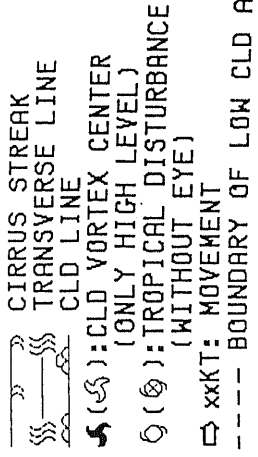 CIRRUS STREAK
TRANSVERSE LINE
CLD LINE
( ):CLD VORTEX CENTER
(ONLY HIGH LEVEL)
( ):TROPICAL DISTURBANCE
(WITHOUT EYE)
xxKT: MOVEMENT
---- BOUNDARY OF LOW CLD A